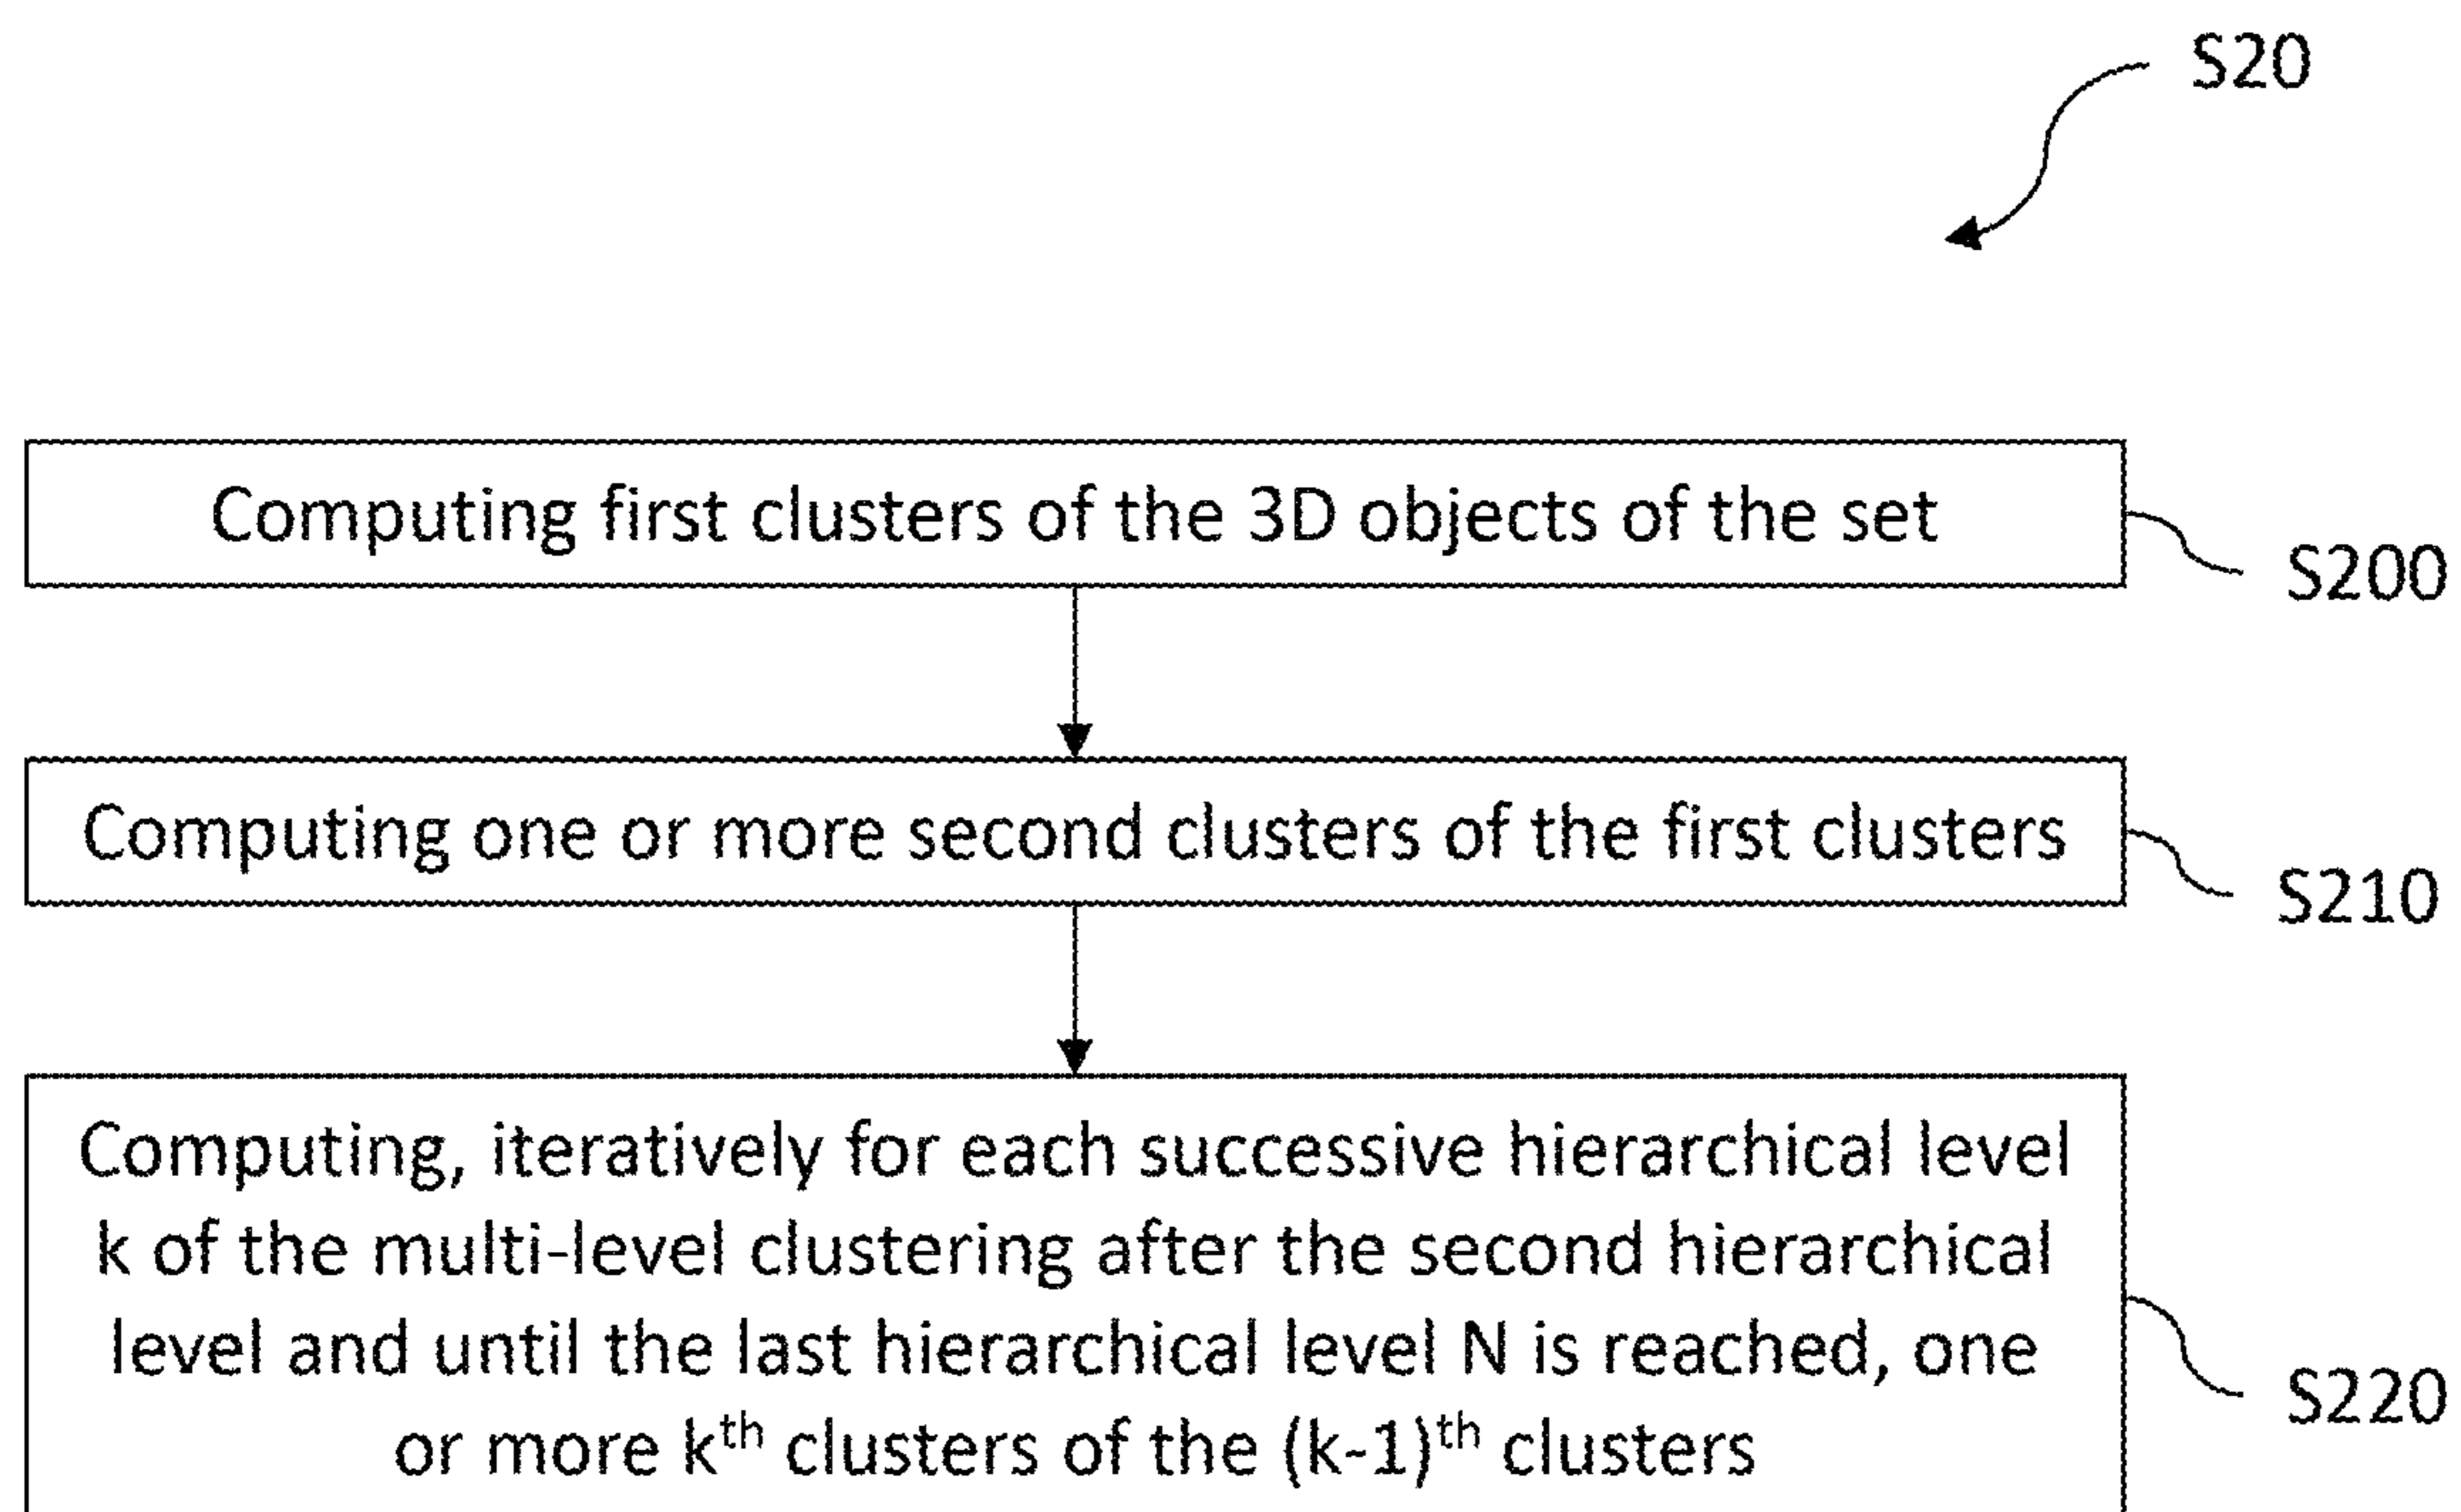 S20
Computing first clusters of the 3D objects of the set
S200
Computing one or more second clusters of the first clusters
S210
Computing, iteratively for each successive hierarchical level
k of the multi-level clustering after the second hierarchical
level and until the last hierarchical level N is reached, one
or more kᵗʰ clusters of the (k-1)ᵗʰ clusters
S220